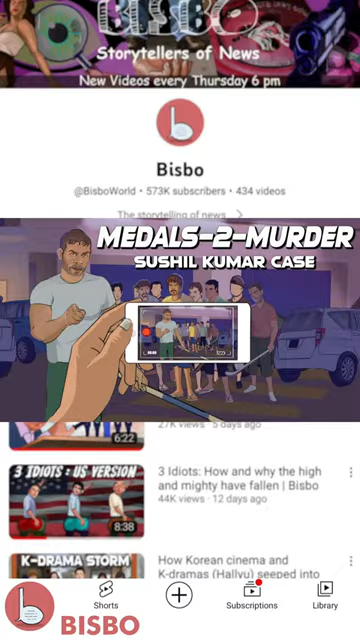 BISBO
Storytellers of News
New Videos every Thursday 6 pm
Bisbo
@BisboWorld · 573K subscribers · 434 videos
The storytelling of news
MEDALS-2-MURDER
SUSHIL KUMAR CASE
6:22
27K views · 5 days ago
3 IDIOTS: US VERSION
8:38
3 Idiots: How and why the high
and mighty have fallen | Bisbo
44K views · 12 days ago
K-DRAMA STORM
How Korean cinema and
K-dramas (Hallyu) seeped into
Shorts
Subscriptions
Library
BISBO